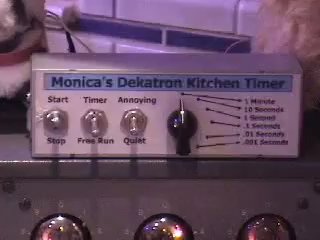 Monica's Dekatron Kitchen Timer
Start Timer Annoying
Stop Free Run Quiet
1 Minute
10 Seconds
1 Second
.1 Seconds
.01 Seconds
.001 Seconds